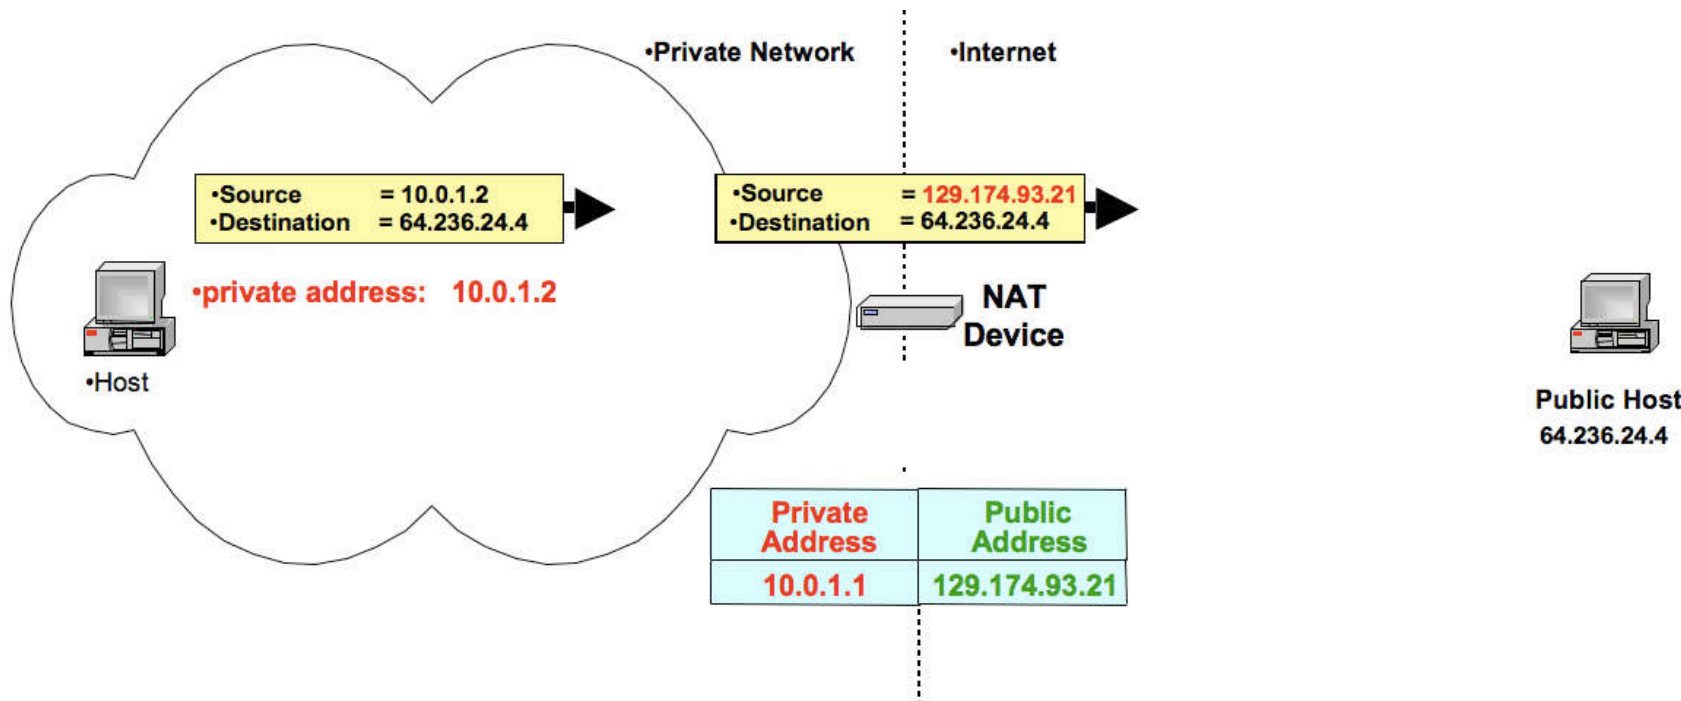 •Private Network
•Internet
•Source = 10.0.1.2
•Destination = 64.236.24.4
•Source = 129.174.93.21
•Destination = 64.236.24.4
•private address: 10.0.1.2
•Host
NAT
Device
Public Host
64.236.24.4
Private
Address
Public
Address
10.0.1.1
129.174.93.21